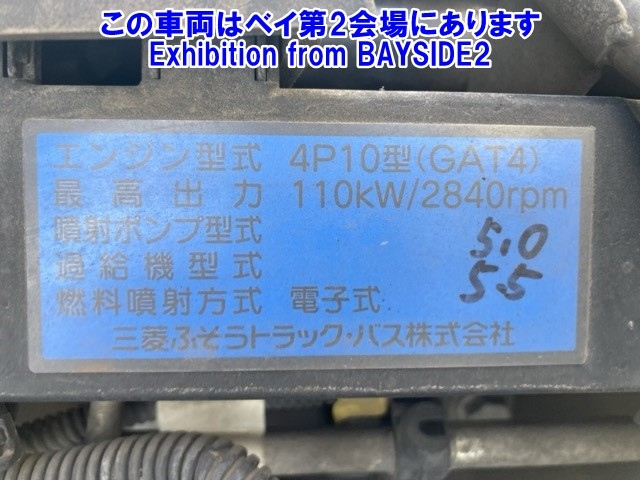 この車両はベイ第2会場にあります
Exhibition from BAYSIDE2
エンジン型式 4P10型(GAT4)
最高出力 110kW/2840rpm
噴射ポンプ型式
過給機型式
燃料噴射方式 電子式
三菱ふそうトラック・バス株式会社
5.0
5.5